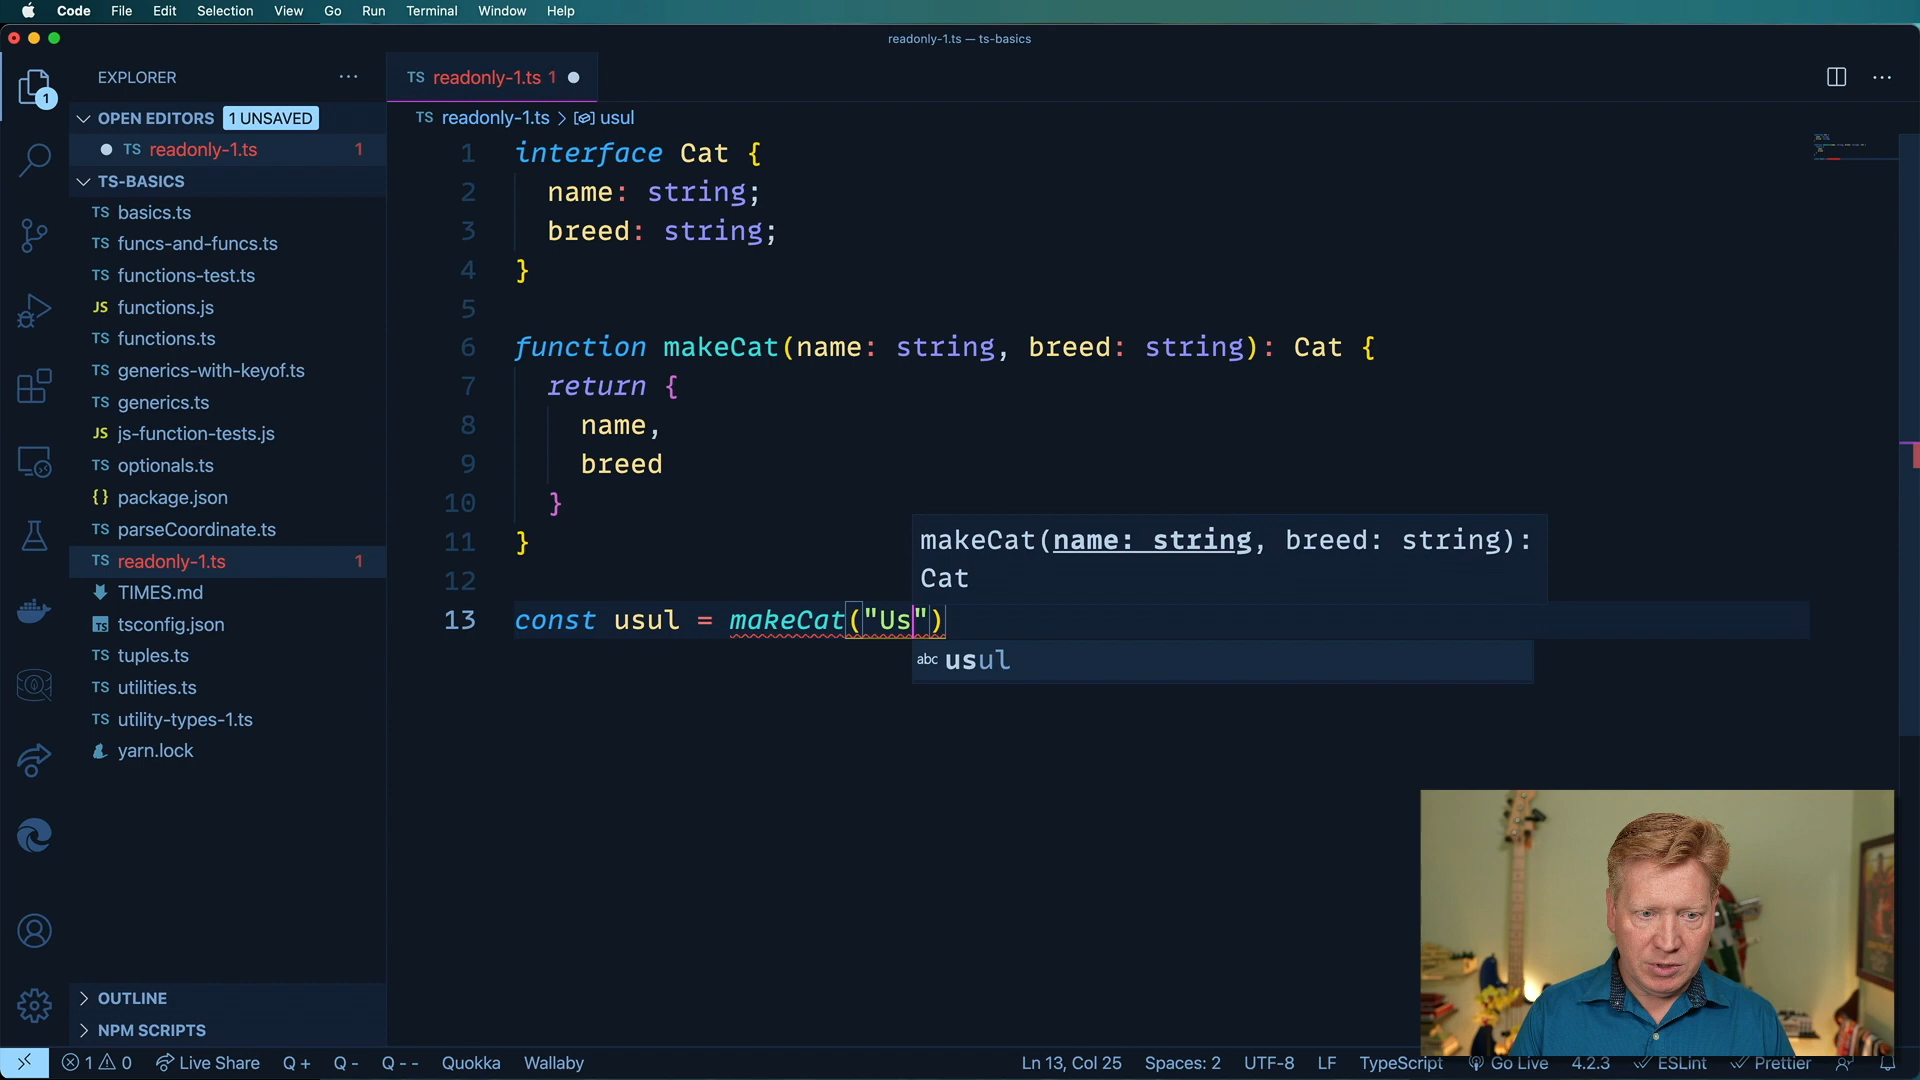 Code File Edit Selection View Go Run Terminal Window Help
readonly-1.ts — ts-basics
EXPLORER
TS readonly-1.ts 1
1
OPEN EDITORS 1 UNSAVED
TS readonly-1.ts 1
TS-BASICS
TS basics.ts
TS funcs-and-funcs.ts
TS functions-test.ts
JS functions.js
TS functions.ts
TS generics-with-keyof.ts
TS generics.ts
JS js-function-tests.js
TS optionals.ts
{} package.json
TS parseCoordinate.ts
TS readonly-1.ts 1
TIMES.md
TS tsconfig.json
TS tuples.ts
TS utilities.ts
TS utility-types-1.ts
yarn.lock
OUTLINE
NPM SCRIPTS
TS readonly-1.ts > usul
1 interface Cat {
2 name: string;
3 breed: string;
4 }
5
6 function makeCat(name: string, breed: string): Cat {
7 return {
8 name,
9 breed
10 }
11 }
12
13 const usul = makeCat("Us")
makeCat(name: string, breed: string):
Cat
abc usul
1 0 Live Share Q + Q - Q - - Quokka Wallaby Ln 13, Col 25 Spaces: 2 UTF-8 LF TypeScript Go Live 4.2.3 ESLint Prettier